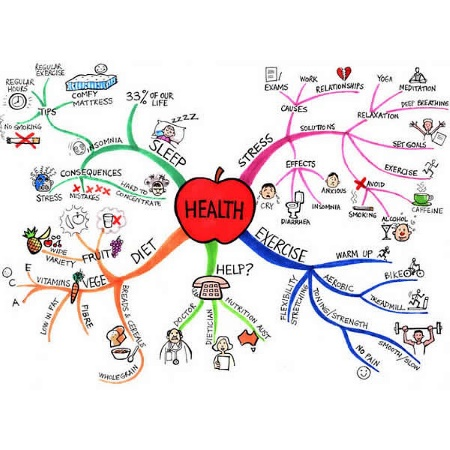 HEALTH
SLEEP
33% OF OUR
LIFE
ZZZZ
INSOMNIA
TIPS
REGULAR
EXERCISE
REGULAR
HOURS
COMFY
MATTRESS
NO SMOKING
CONSEQUENCES
STRESS
MISTAKES
HARD TO
CONCENTRATE
STRESS
CAUSES
EXAMS
WORK
RELATIONSHIPS
SOLUTIONS
RELAXATION
YOGA
MEDITATION
DEEP BREATHING
SET GOALS
EXERCISE
AVOID
SMOKING
ALCOHOL
CAFFEINE
EFFECTS
CRY
DIARRHEA
INSOMNIA
ANXIOUS
EXERCISE
WARM UP
AEROBIC
BIKE
TREADMILL
TONING/STRENGTH
SMOOTH/SLOW
NO PAIN
FLEXIBILITY
STRETCHING
HELP?
DOCTOR
DIETICIAN
NUTRITION AUST
DIET
FRUIT
VEGE
WIDE
VARIETY
VITAMINS
E
C
A
LOW IN FAT
FIBRE
BREADS & CEREALS
WHOLEGRAIN